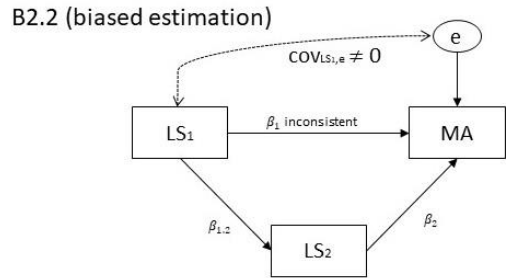 B2.2 (biased estimation)
e
COVLS₁,e ≠ 0
LS₁
β₁ inconsistent
MA
β₁.₂
β₂
LS₂